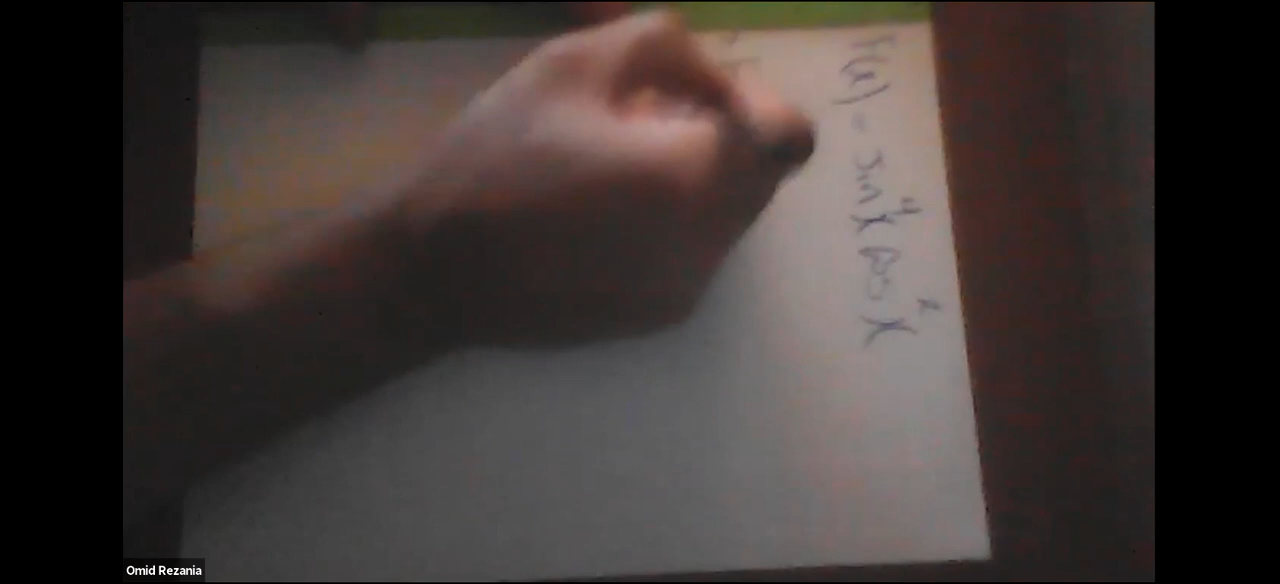 F(x) = sin⁴x cos²x
Omid Rezania